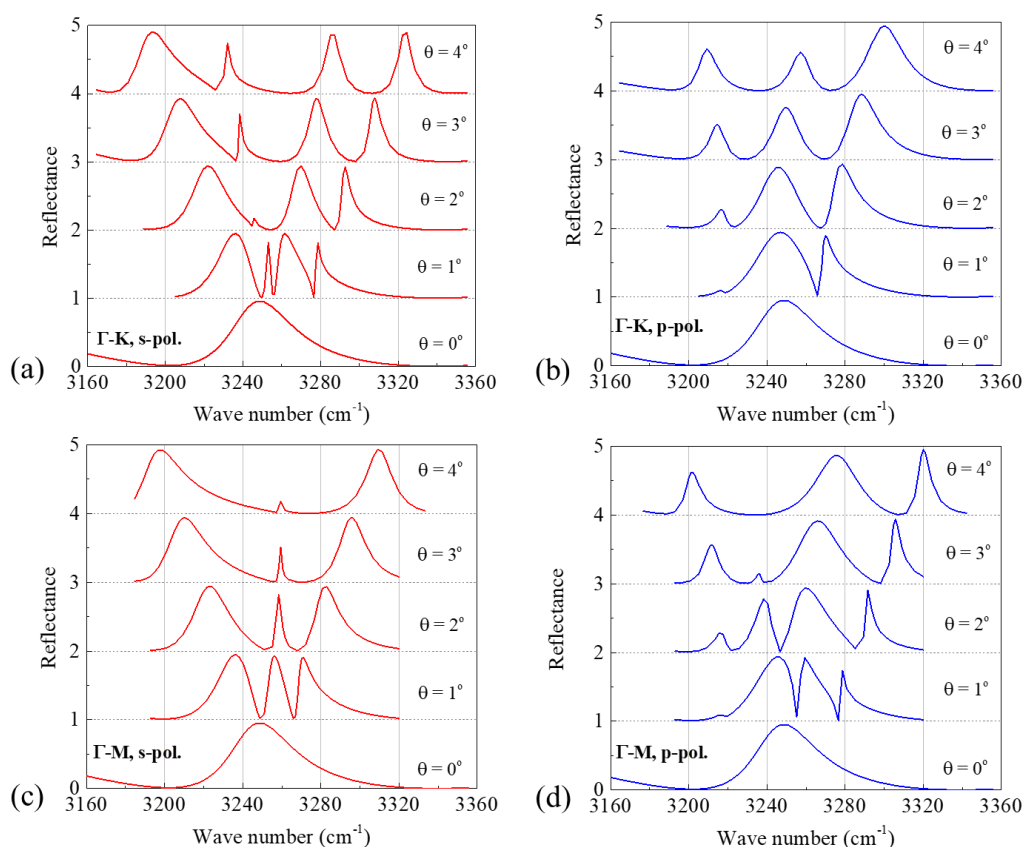 5
4
3
2
1
0
Reflectance
θ = 4°
θ = 3°
θ = 2°
θ = 1°
θ = 0°
Γ-K, s-pol.
(a)
3160 3200 3240 3280 3320 3360
Wave number (cm⁻¹)
5
4
3
2
1
0
Reflectance
θ = 4°
θ = 3°
θ = 2°
θ = 1°
θ = 0°
Γ-K, p-pol.
(b)
3160 3200 3240 3280 3320 3360
Wave number (cm⁻¹)
5
4
3
2
1
0
Reflectance
θ = 4°
θ = 3°
θ = 2°
θ = 1°
θ = 0°
Γ-M, s-pol.
(c)
3160 3200 3240 3280 3320 3360
Wave number (cm⁻¹)
5
4
3
2
1
0
Reflectance
θ = 4°
θ = 3°
θ = 2°
θ = 1°
θ = 0°
Γ-M, p-pol.
(d)
3160 3200 3240 3280 3320 3360
Wave number (cm⁻¹)